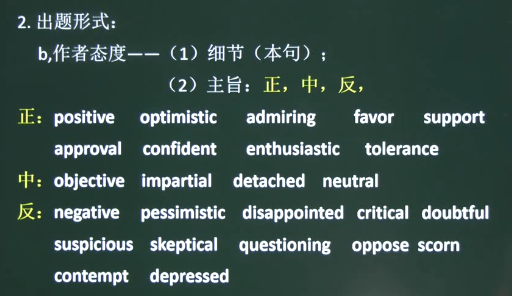 2. 出题形式：
b,作者态度——（1）细节（本句）；
（2）主旨：正，中，反，
正：positive optimistic admiring favor support
approval confident enthusiastic tolerance
中：objective impartial detached neutral
反：negative pessimistic disappointed critical doubtful
suspicious skeptical questioning oppose scorn
contempt depressed